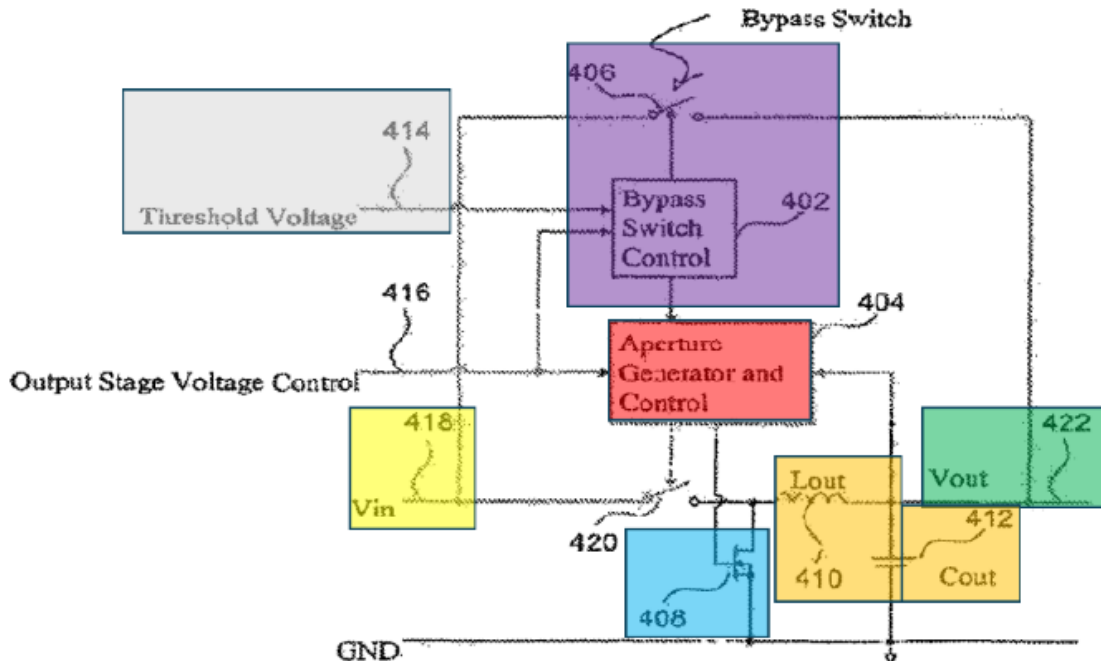 Bypass Switch
406
414
Threshold Voltage
Bypass
Switch
Control
402
416
404
Output Stage Voltage Control
Aperture
Generator and
Control
418
Vin
420
Lout
410
Vout
422
412
Cout
408
GND